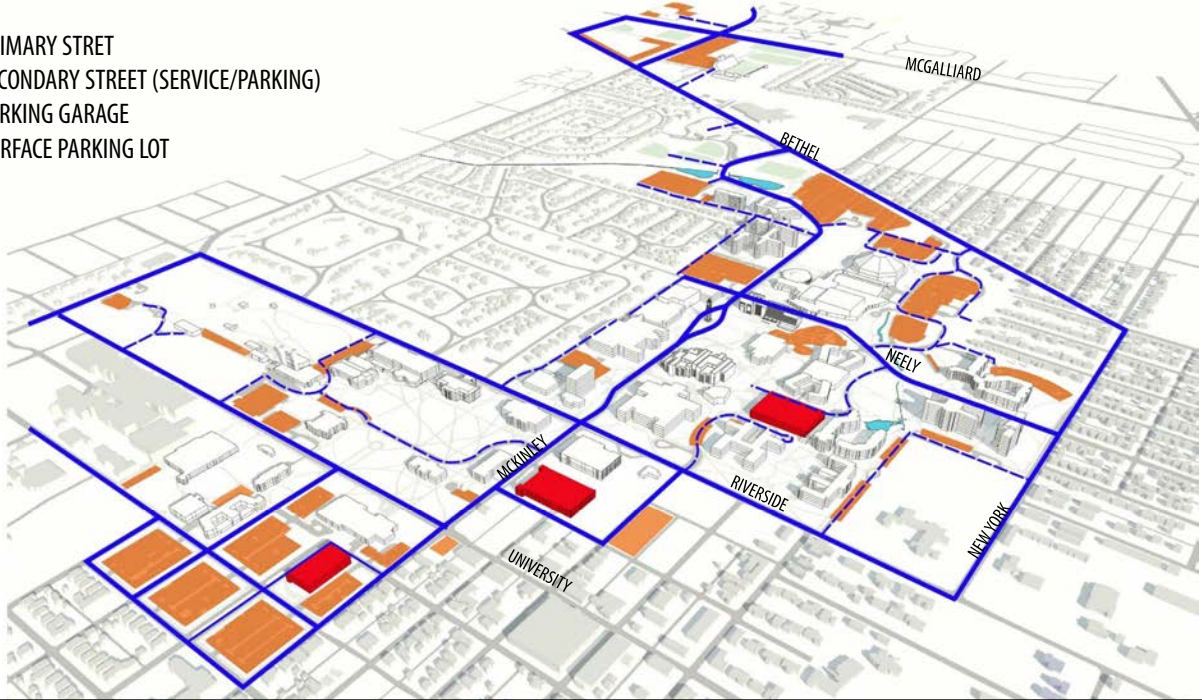 IMARY STRET
CONDARY STREET (SERVICE/PARKING)
RKING GARAGE
RFACE PARKING LOT
MCGALLIARD
BETHEL
NEELY
MCKINLEY
RIVERSIDE
NEW YORK
UNIVERSITY